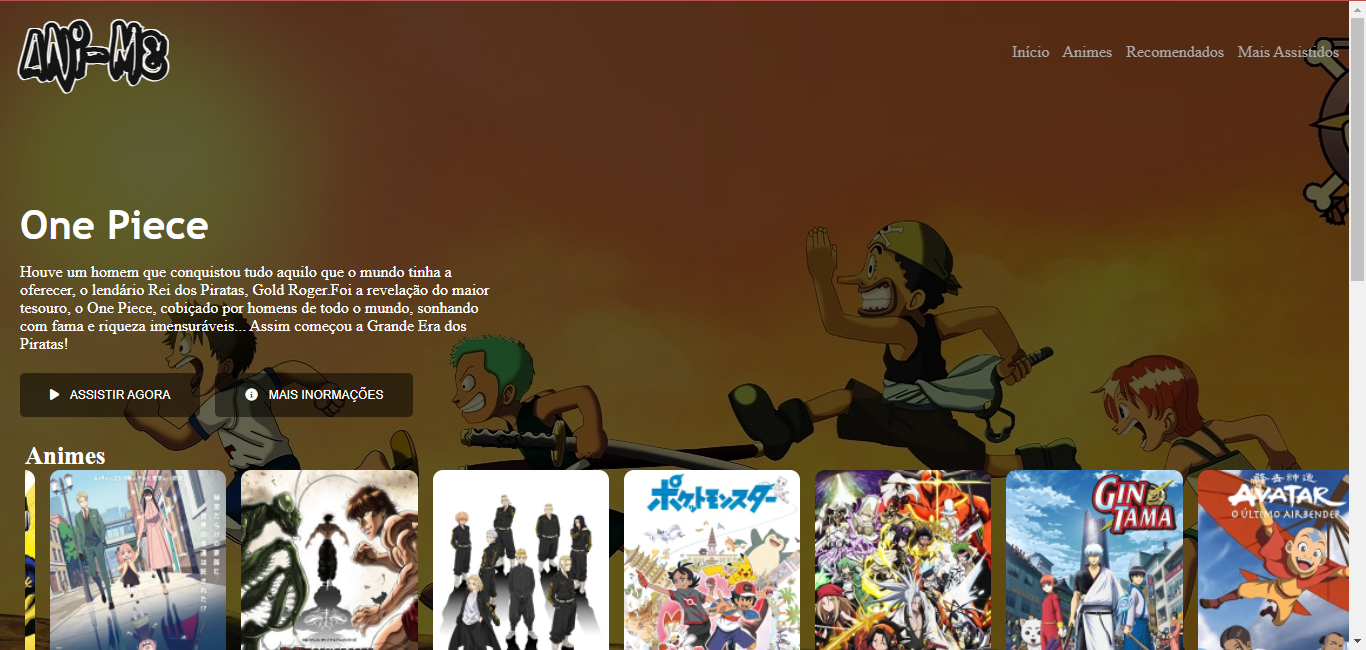 ANI-ME
Início Animes Recomendados Mais Assistidos
One Piece
Houve um homem que conquistou tudo aquilo que o mundo tinha a
oferecer, o lendário Rei dos Piratas, Gold Roger.Foi a revelação do maior
tesouro, o One Piece, cobiçado por homens de todo o mundo, sonhando
com fama e riqueza imensuráveis... Assim começou a Grande Era dos
Piratas!
ASSISTIR AGORA
MAIS INORMAÇÕES
Animes
ポケットモンスター
GIN
TAMA
AVATAR
O ÚLTIMO AIRBENDER